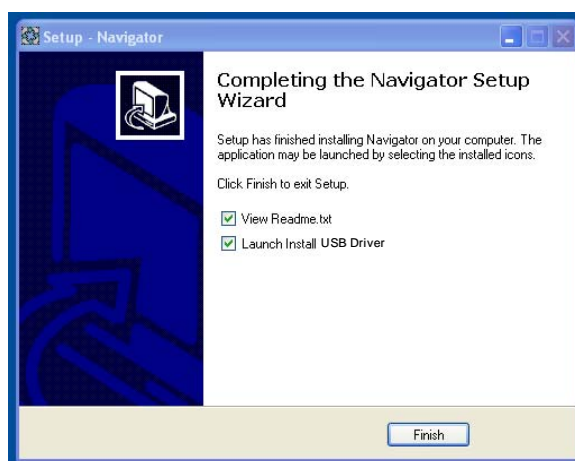 Setup - Navigator
Completing the Navigator Setup
Wizard
Setup has finished installing Navigator on your computer. The
application may be launched by selecting the installed icons.
Click Finish to exit Setup.
View Readme.txt
Launch Install USB Driver
Finish